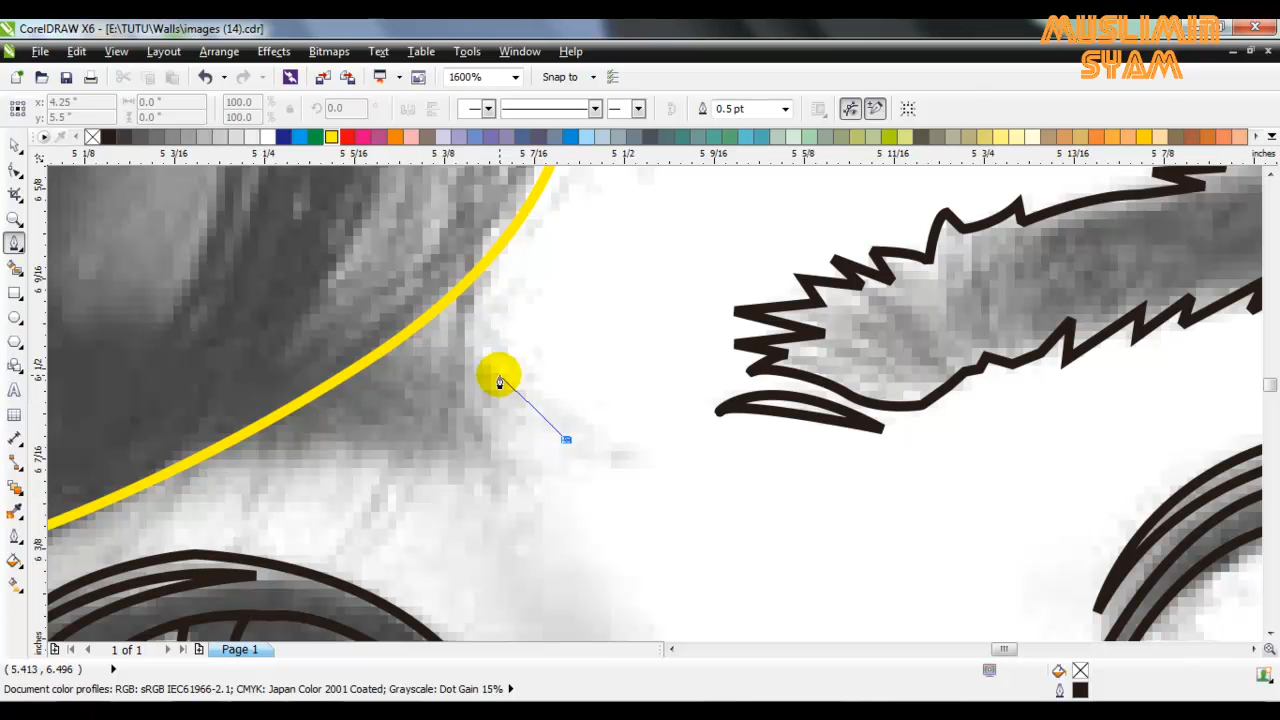 MUSLIMIN
SYAM
CorelDRAW X6 - [E:\TUTU\Walls\images (14).cdr]
File Edit View Layout Arrange Effects Bitmaps Text Table Tools Window Help
1600% Snap to
x: 4.25" 0.0 " 100.0 % 0.0 ° 0.5 pt
y: 5.5 " 0.0 " 100.0 %
5 1/8 5 3/16 5 1/4 5 5/16 5 3/8 5 7/16 5 1/2 5 9/16 5 5/8 5 11/16 5 3/4 5 13/16 5 7/8 inches
6 5/8
6 9/16
6 1/2
6 7/16
6 3/8
inches
1 of 1 Page 1
( 5.413 , 6.496 )
Document color profiles: RGB: sRGB IEC61966-2.1; CMYK: Japan Color 2001 Coated; Grayscale: Dot Gain 15%